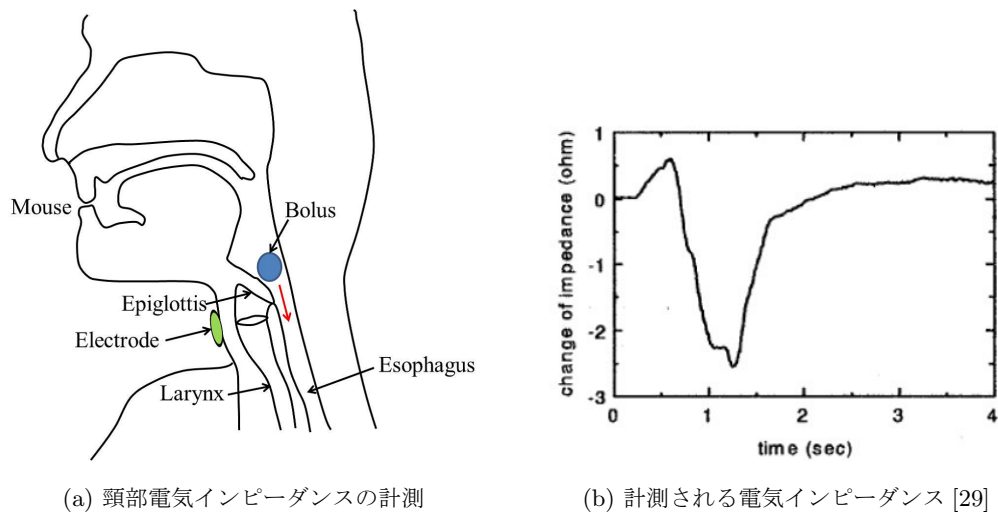 Mouse
Bolus
Epiglottis
Electrode
Esophagus
Larynx
(a) 頸部電気インピーダンスの計測
change of impedance (ohm)
1
0
-1
-2
-3
0
1
2
3
4
time (sec)
(b) 計測される電気インピーダンス [29]